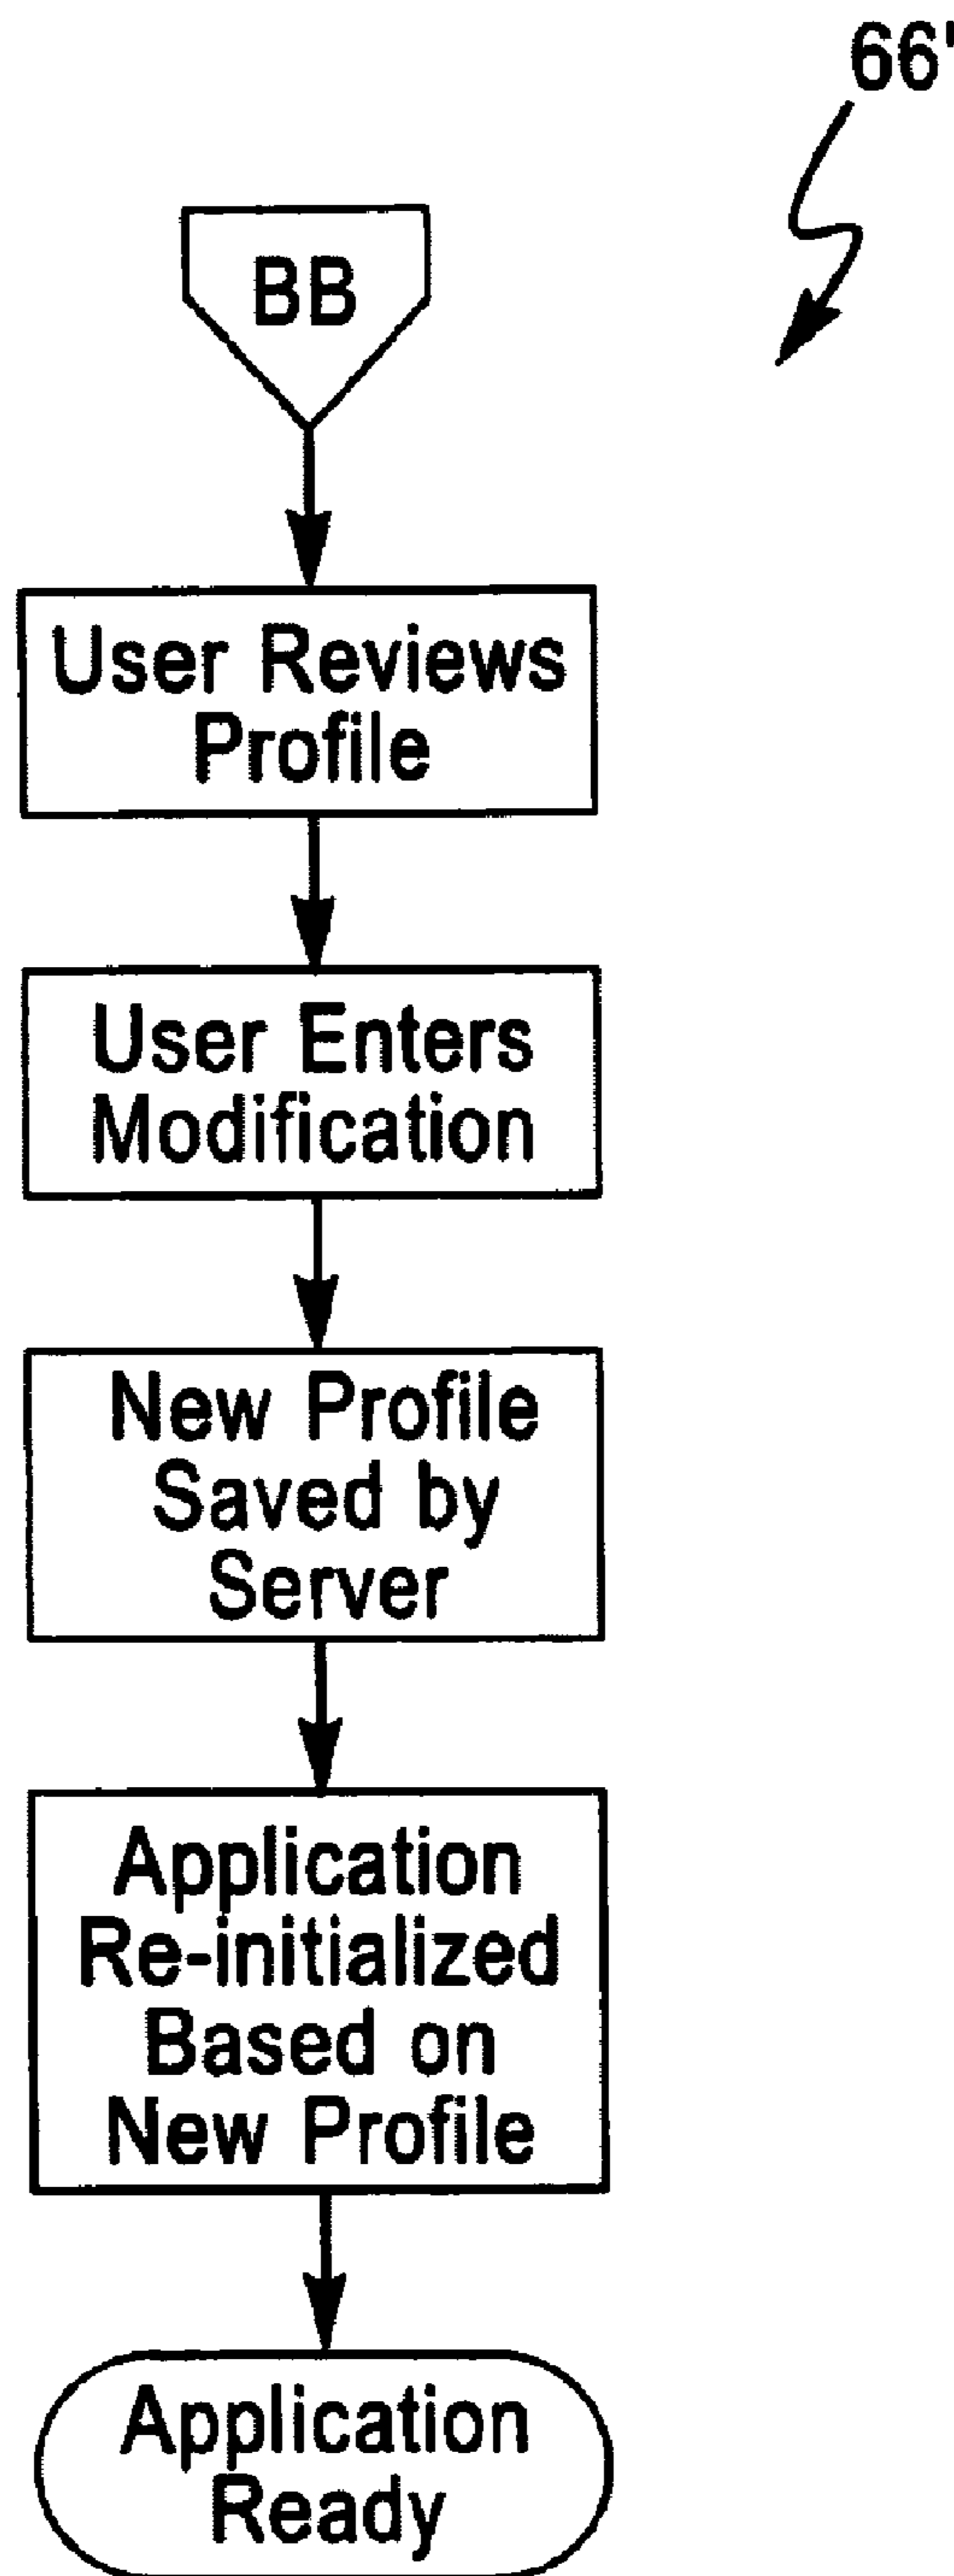 66'
BB
User Reviews
Profile
User Enters
Modification
New Profile
Saved by
Server
Application
Re-initialized
Based on
New Profile
Application
Ready